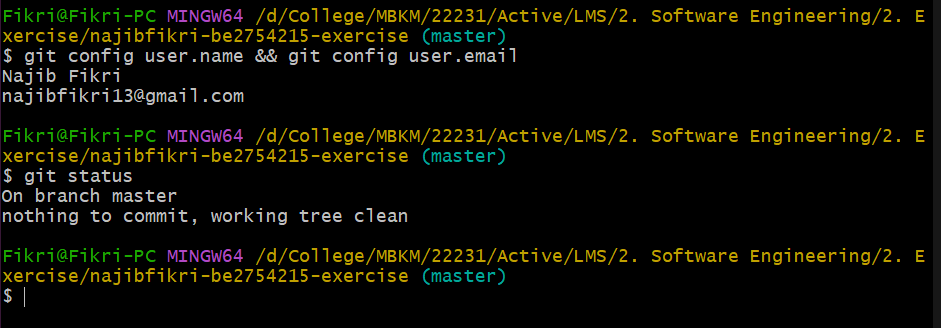 Fikri@Fikri-PC MINGW64 /d/College/MBKM/22231/Active/LMS/2. Software Engineering/2. E
xercise/najibfikri-be2754215-exercise (master)
$ git config user.name && git config user.email
Najib Fikri
najibfikri13@gmail.com

Fikri@Fikri-PC MINGW64 /d/College/MBKM/22231/Active/LMS/2. Software Engineering/2. E
xercise/najibfikri-be2754215-exercise (master)
$ git status
On branch master
nothing to commit, working tree clean

Fikri@Fikri-PC MINGW64 /d/College/MBKM/22231/Active/LMS/2. Software Engineering/2. E
xercise/najibfikri-be2754215-exercise (master)
$